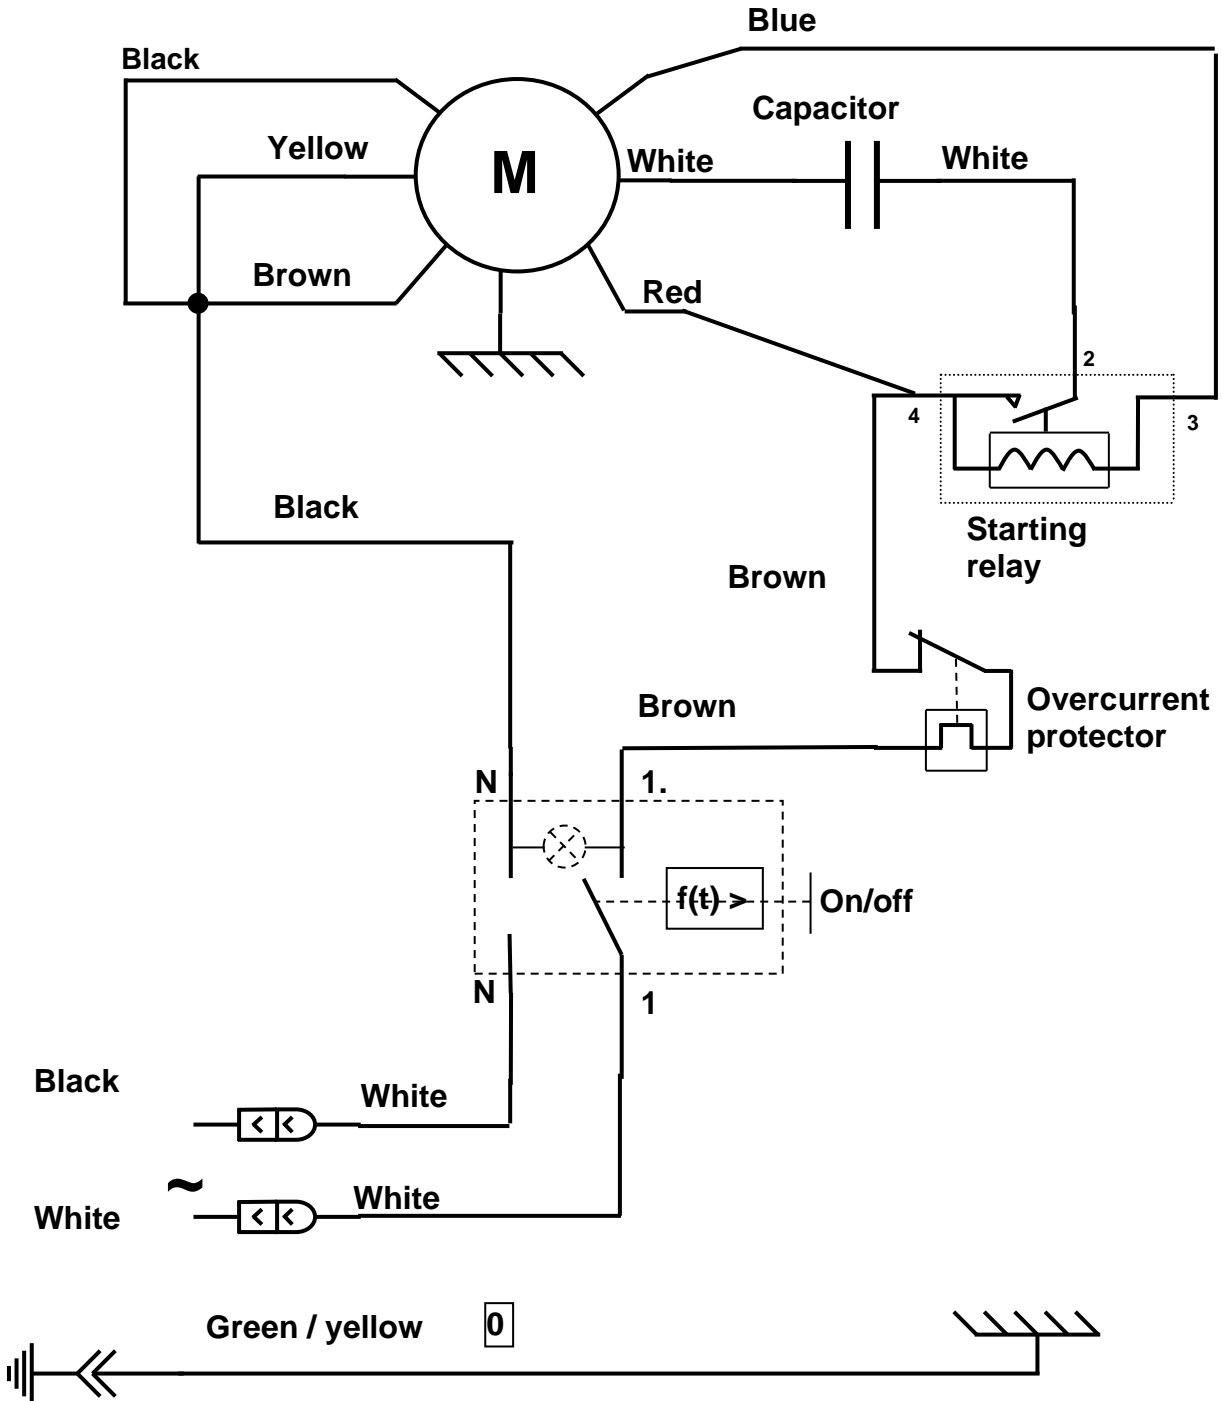 Blue
Black
Capacitor
Yellow
M
White
White
Brown
Red
2
4
3
Black
Starting
relay
Brown
Overcurrent
protector
Brown
N
1.
f(t) >
On/off
N
1
Black
White
~
White
White
Green / yellow
0